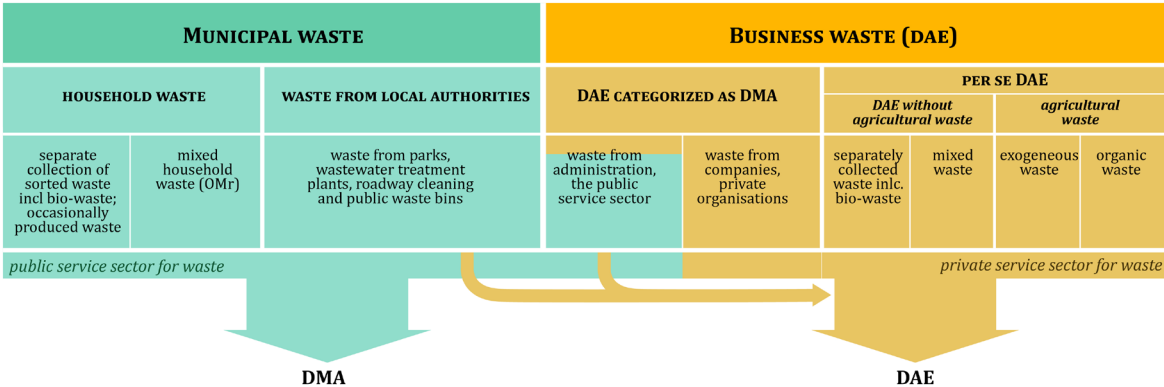 MUNICIPAL WASTE
BUSINESS WASTE (DAE)
HOUSEHOLD WASTE
WASTE FROM LOCAL AUTHORITIES
DAE CATEGORIZED AS DMA
PER SE DAE
DAE without
agricultural waste
agricultural
waste
separate
collection of
sorted waste
incl bio-waste;
occasionally
produced waste
mixed
household
waste (OMr)
waste from parks,
wastewater treatment
plants, roadway cleaning
and public waste bins
waste from
administration,
the public
service sector
waste from
companies,
private
organisations
separately
collected
waste inlc.
bio-waste
mixed
waste
exogeneous
waste
organic
waste
public service sector for waste
private service sector for waste
DMA
DAE